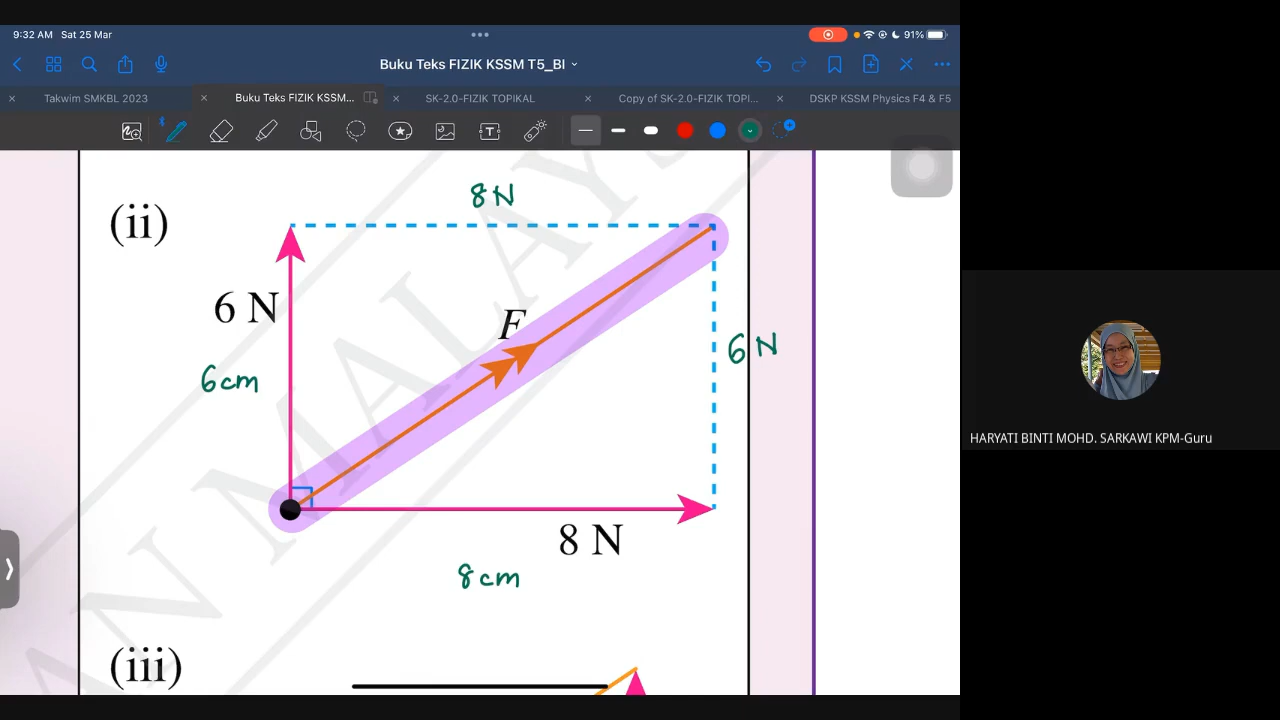 9:32 AM Sat 25 Mar
91%
Buku Teks FIZIK KSSM T5_BI
Takwim SMKBL 2023
Buku Teks FIZIK KSSM...
SK-2.0-FIZIK TOPIKAL
Copy of SK-2.0-FIZIK TOPI...
DSKP KSSM Physics F4 & F5
(ii)
8 N
6 N
F
6 N
6 cm
8 N
8 cm
(iii)
AN MALAYS
HARYATI BINTI MOHD. SARKAWI KPM-Guru